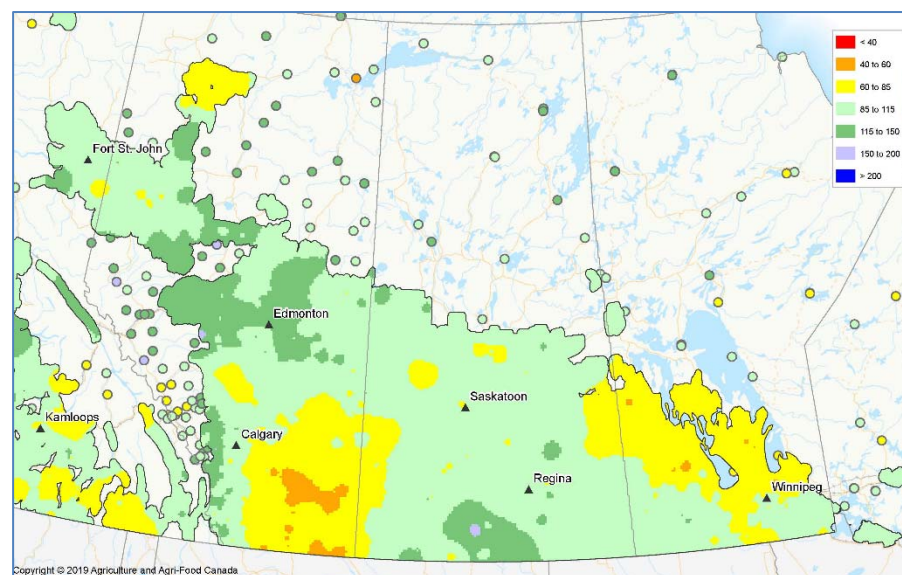 < 40
40 to 60
60 to 85
85 to 115
115 to 150
150 to 200
> 200
Fort St. John
Edmonton
Saskatoon
Kamloops
Calgary
Regina
Winnipeg
Copyright © 2019 Agriculture and Agri-Food Canada